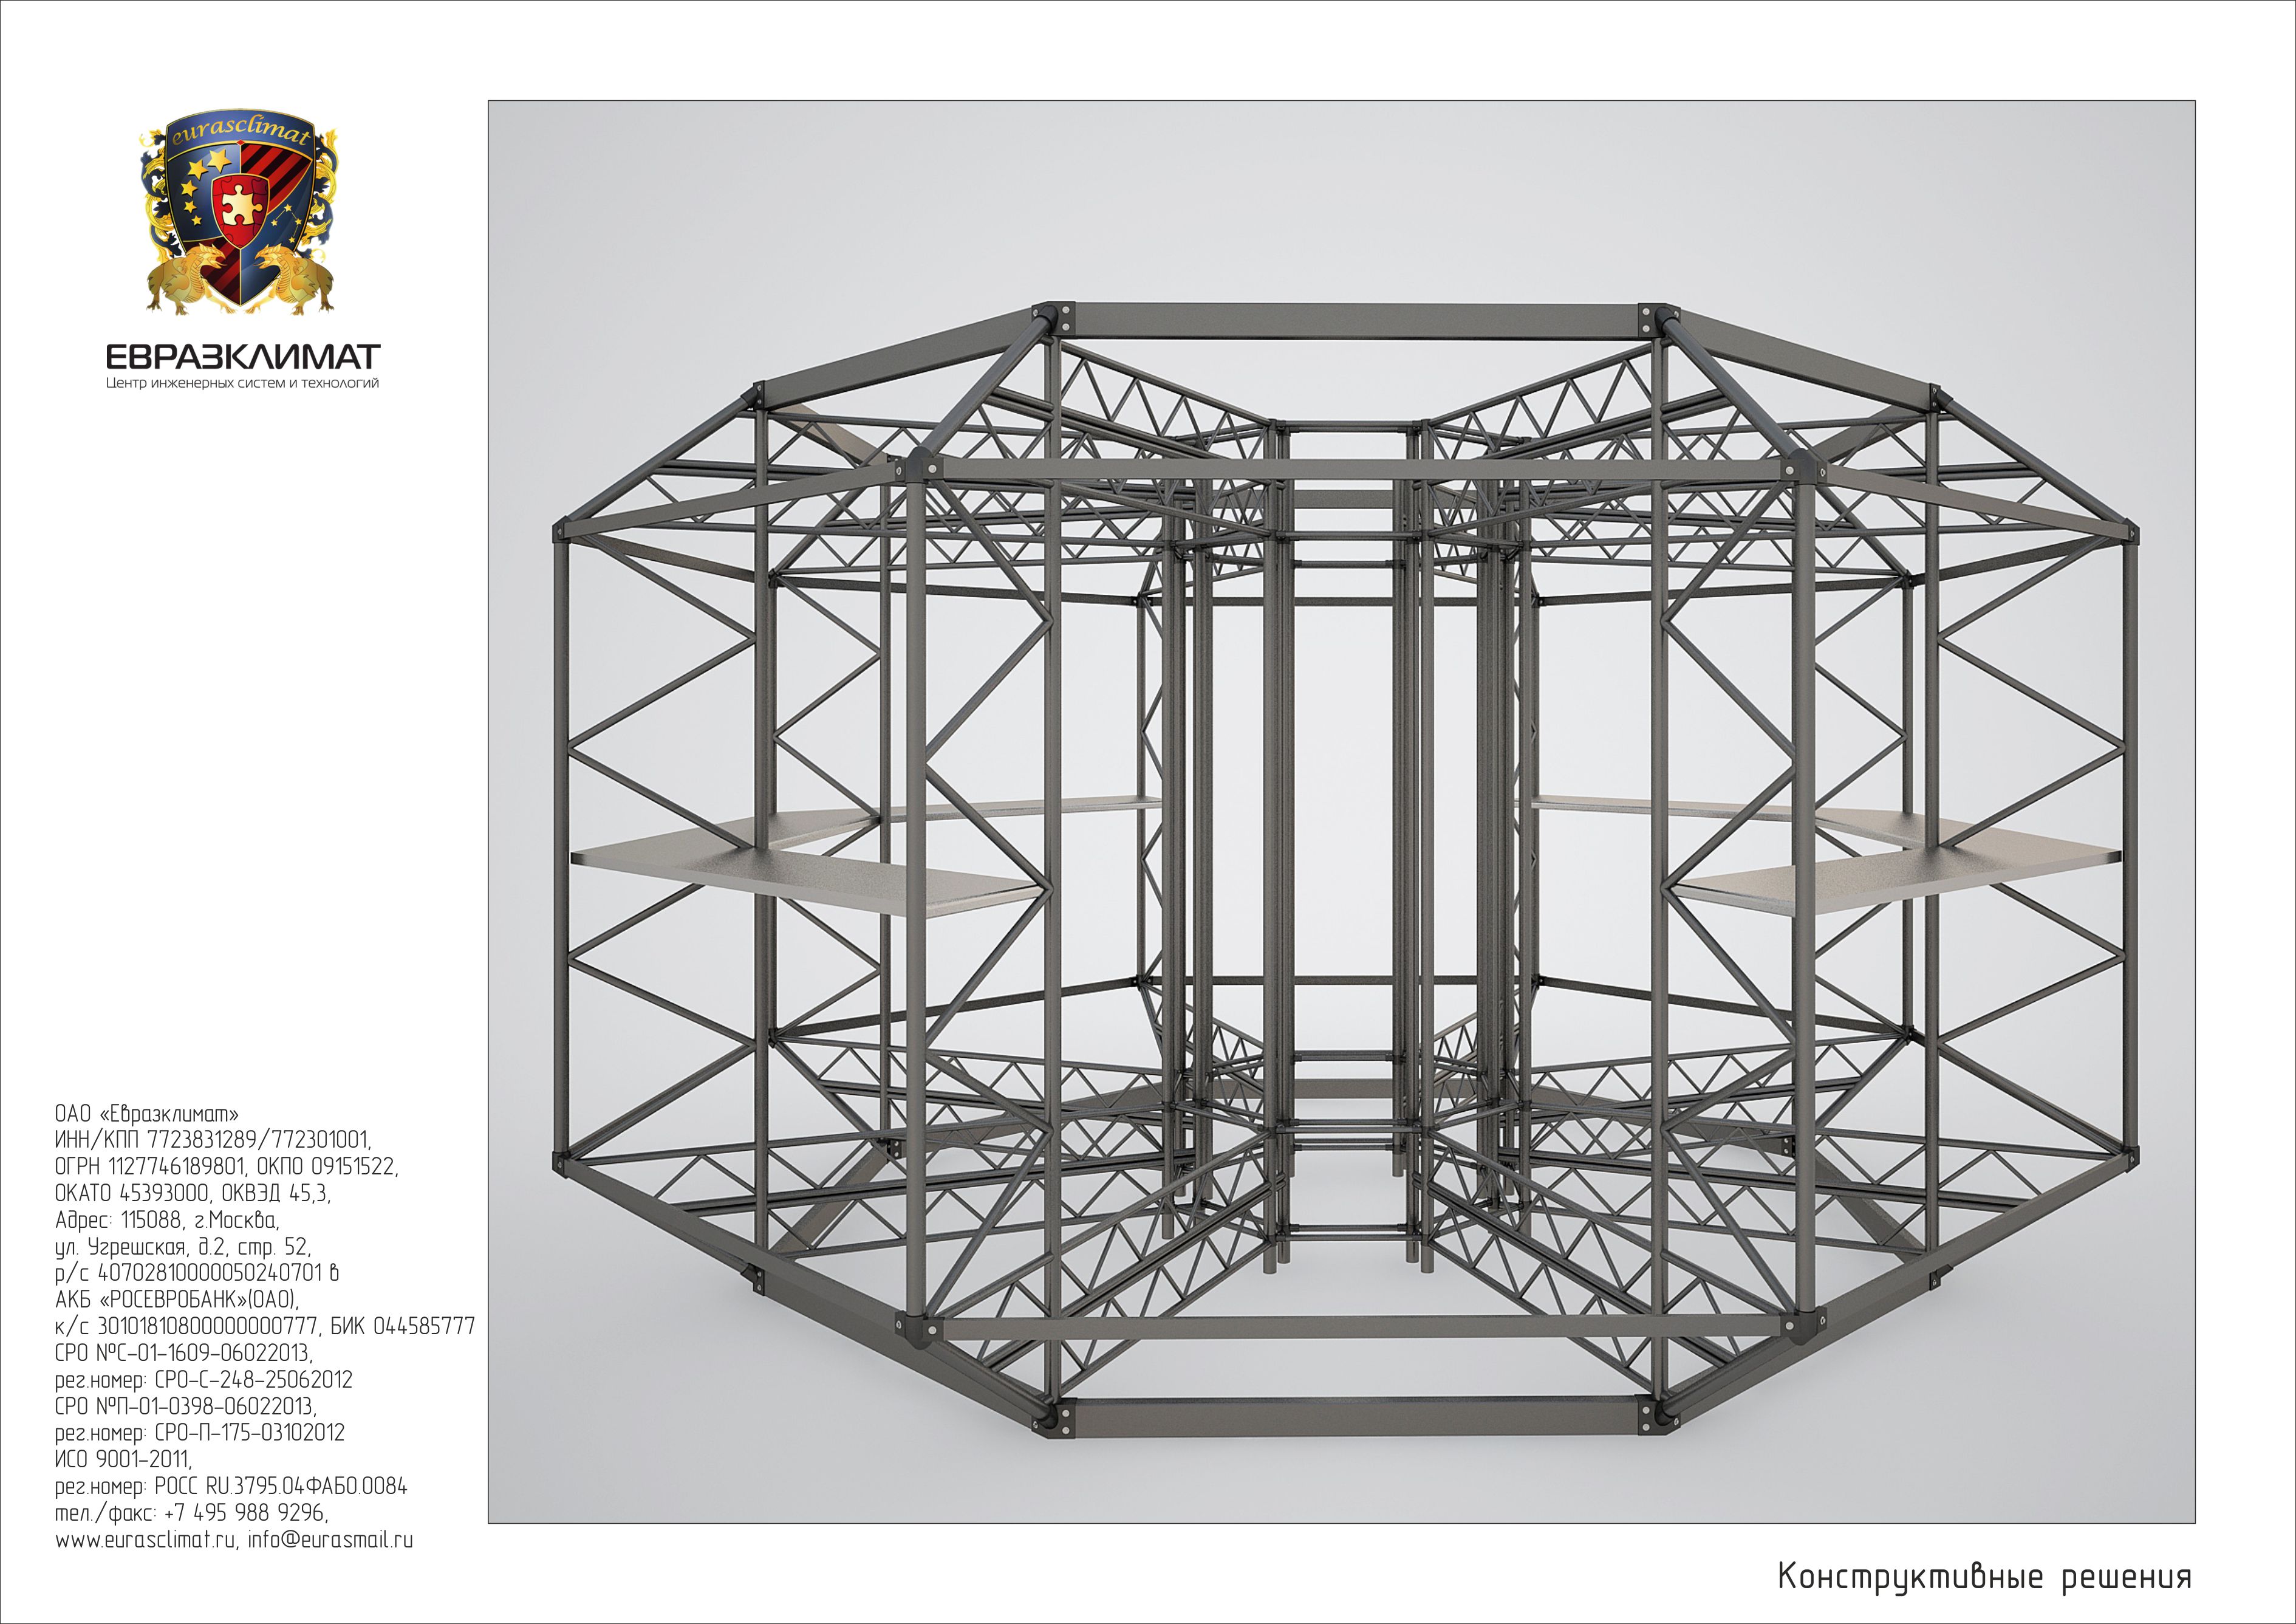 eurasclimat
ЕВРАЗКЛИМАТ
Центр инженерных систем и технологий
ОАО «Евразклимат»
ИНН/КПП 7723831289/772301001,
ОГРН 1127746189801, ОКПО 09151522,
ОКАТО 45393000, ОКВЭД 45,3,
Адрес: 115088, г.Москва,
ул. Угрешская, д.2, стр. 52,
р/с 40702810000050240701 в
АКБ «РОСЕВРОБАНК»(ОАО),
к/с 30101810800000000777, БИК 044585777
СРО №С-01-1609-06022013,
рег.номер: СРО-С-248-25062012
СРО №П-01-0398-06022013,
рег.номер: СРО-П-175-03102012
ИСО 9001-2011,
рег.номер: РОСС RU.3795.04ФАБ0.0084
тел./факс: +7 495 988 9296,
www.eurasclimat.ru, info@eurasmail.ru
Конструктивные решения